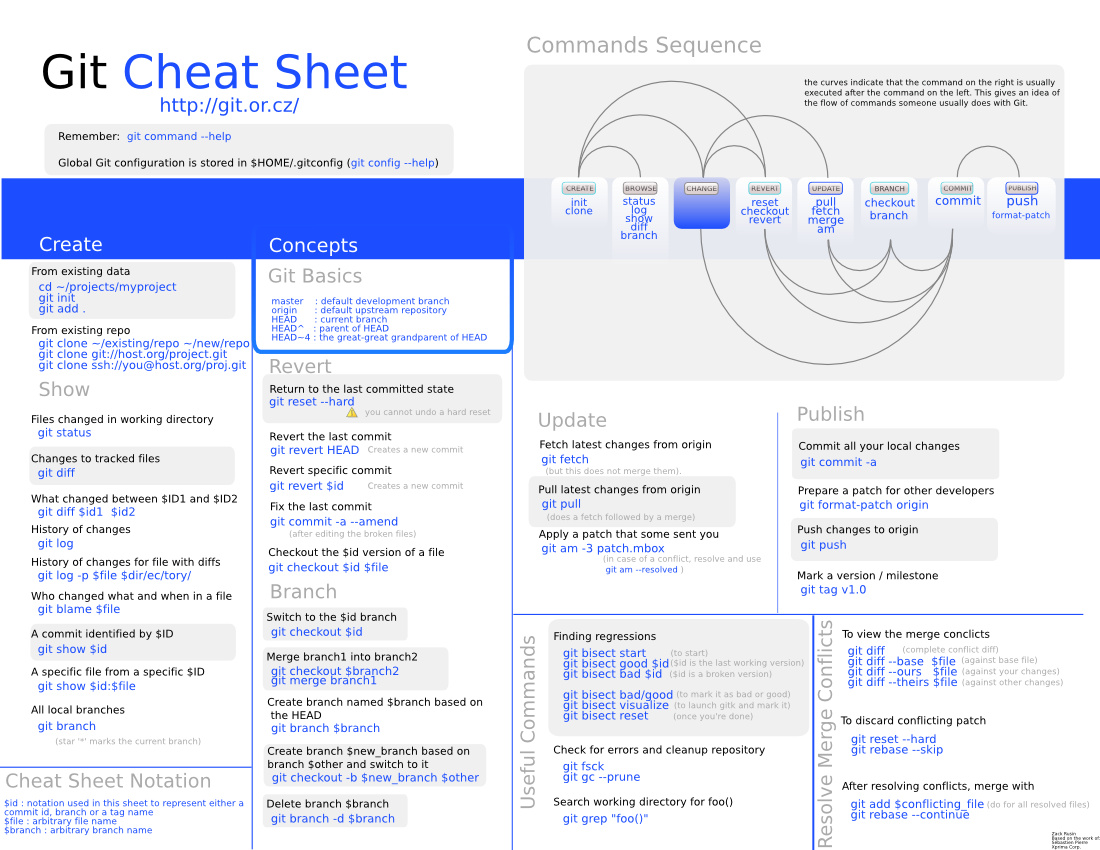 Git Cheat Sheet
http://git.or.cz/
Remember: git command --help
Global Git configuration is stored in $HOME/.gitconfig (git config --help)
Commands Sequence
the curves indicate that the command on the right is usually
executed after the command on the left. This gives an idea of
the flow of commands someone usually does with Git.
CREATE
init
clone
BROWSE
status
log
show
diff
branch
CHANGE
REVERT
reset
checkout
revert
UPDATE
pull
fetch
merge
am
BRANCH
checkout
branch
COMMIT
commit
PUBLISH
push
format-patch
Create
From existing data
cd ~/projects/myproject
git init
git add .
From existing repo
git clone ~/existing/repo ~/new/repo
git clone git://host.org/project.git
git clone ssh://you@host.org/proj.git
Show
Files changed in working directory
git status
Changes to tracked files
git diff
What changed between $ID1 and $ID2
git diff $id1 $id2
History of changes
git log
History of changes for file with diffs
git log -p $file $dir/ec/tory/
Who changed what and when in a file
git blame $file
A commit identified by $ID
git show $id
A specific file from a specific $ID
git show $id:$file
All local branches
git branch
(star '*' marks the current branch)
Cheat Sheet Notation
$id : notation used in this sheet to represent either a
commit id, branch or a tag name
$file : arbitrary file name
$branch : arbitrary branch name
Concepts
Git Basics
master : default development branch
origin : default upstream repository
HEAD : current branch
HEAD^ : parent of HEAD
HEAD~4 : the great-great grandparent of HEAD
Revert
Return to the last committed state
git reset --hard
you cannot undo a hard reset
Revert the last commit
git revert HEAD Creates a new commit
Revert specific commit
git revert $id Creates a new commit
Fix the last commit
git commit -a --amend
(after editing the broken files)
Checkout the $id version of a file
git checkout $id $file
Branch
Switch to the $id branch
git checkout $id
Merge branch1 into branch2
git checkout $branch2
git merge branch1
Create branch named $branch based on
the HEAD
git branch $branch
Create branch $new_branch based on
branch $other and switch to it
git checkout -b $new_branch $other
Delete branch $branch
git branch -d $branch
Update
Fetch latest changes from origin
git fetch
(but this does not merge them).
Pull latest changes from origin
git pull
(does a fetch followed by a merge)
Apply a patch that some sent you
git am -3 patch.mbox
(in case of a conflict, resolve and use
git am --resolved )
Publish
Commit all your local changes
git commit -a
Prepare a patch for other developers
git format-patch origin
Push changes to origin
git push
Mark a version / milestone
git tag v1.0
Useful Commands
Finding regressions
git bisect start (to start)
git bisect good $id ($id is the last working version)
git bisect bad $id ($id is a broken version)
git bisect bad/good (to mark it as bad or good)
git bisect visualize (to launch gitk and mark it)
git bisect reset (once you're done)
Check for errors and cleanup repository
git fsck
git gc --prune
Search working directory for foo()
git grep "foo()"
Resolve Merge Conflicts
To view the merge conclicts
git diff (complete conflict diff)
git diff --base $file (against base file)
git diff --ours $file (against your changes)
git diff --theirs $file (against other changes)
To discard conflicting patch
git reset --hard
git rebase --skip
After resolving conflicts, merge with
git add $conflicting_file (do for all resolved files)
git rebase --continue
Zack Rusin
Based on the work of:
Sébastien Pierre
Xprima Corp.